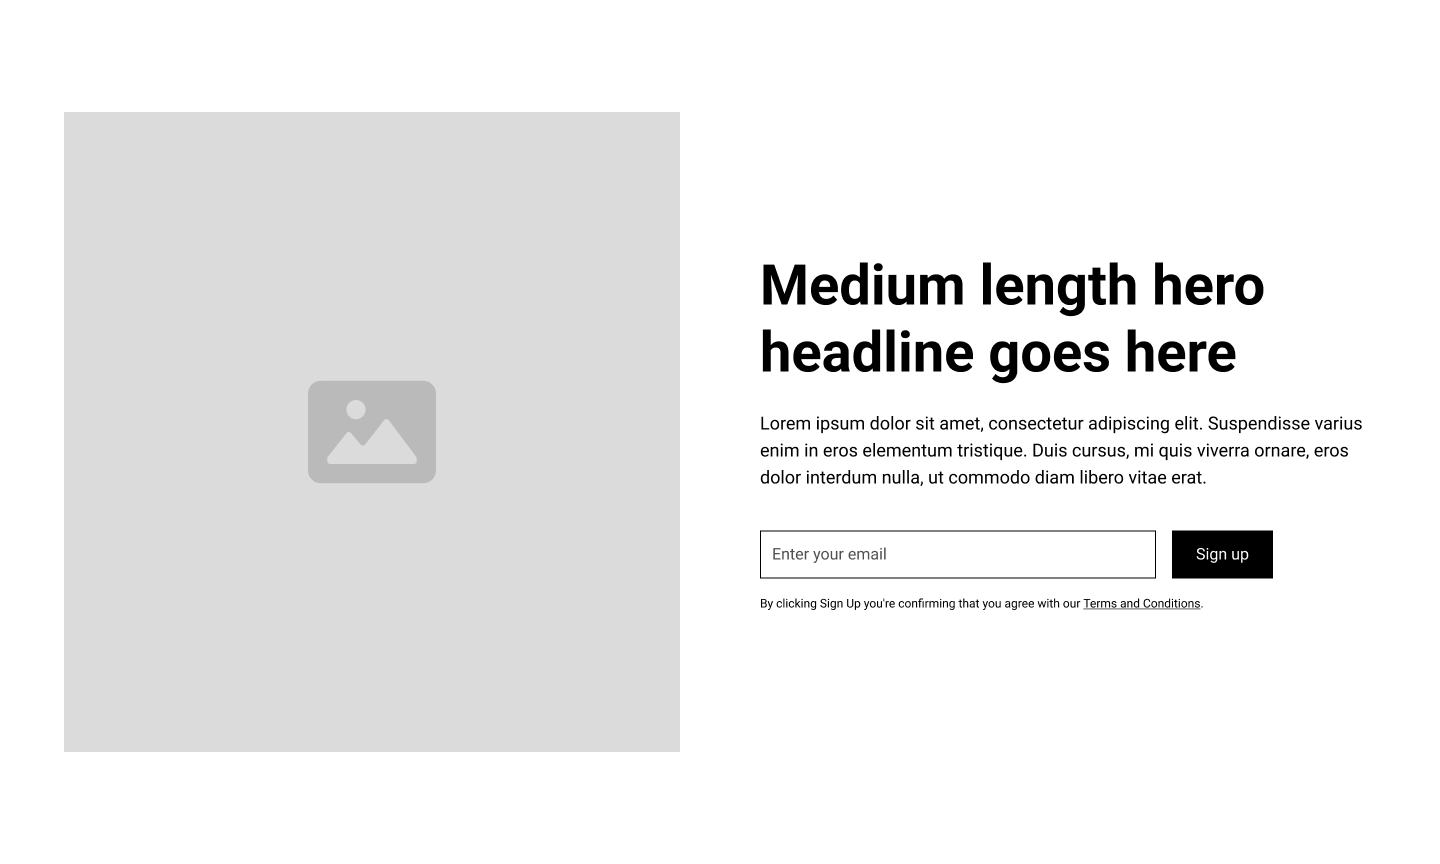 Medium length hero
headline goes here
Lorem ipsum dolor sit amet, consectetur adipiscing elit. Suspendisse varius
enim in eros elementum tristique. Duis cursus, mi quis viverra ornare, eros
dolor interdum nulla, ut commodo diam libero vitae erat.
Enter your email
Sign up
By clicking Sign Up you're confirming that you agree with our Terms and Conditions.